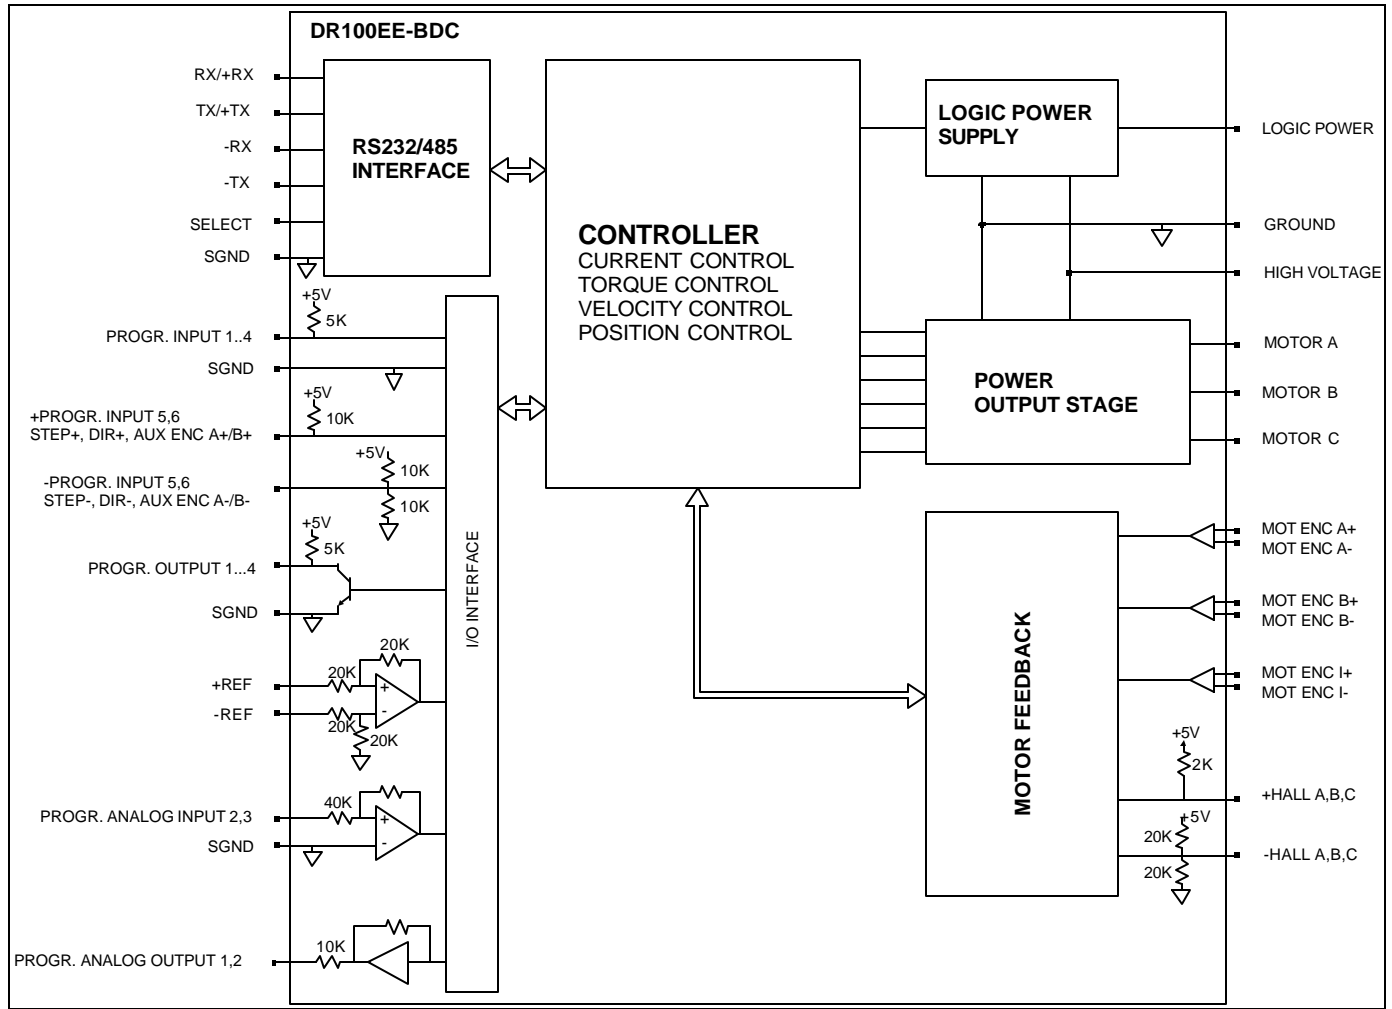 DR100EE-BDC
RX/+RX
TX/+TX
-RX
-TX
SELECT
SGND
RS232/485
INTERFACE
+5V
5K
PROGR. INPUT 1..4
SGND
+5V
10K
+PROGR. INPUT 5,6
STEP+, DIR+, AUX ENC A+/B+
+5V
10K
10K
-PROGR. INPUT 5,6
STEP-, DIR-, AUX ENC A-/B-
+5V
5K
PROGR. OUTPUT 1...4
SGND
20K
20K
+REF
+
-REF
-
20K
20K
40K
PROGR. ANALOG INPUT 2,3
+
SGND
-
10K
PROGR. ANALOG OUTPUT 1,2
I/O INTERFACE
CONTROLLER
CURRENT CONTROL
TORQUE CONTROL
VELOCITY CONTROL
POSITION CONTROL
LOGIC POWER
SUPPLY
LOGIC POWER
GROUND
HIGH VOLTAGE
POWER
OUTPUT STAGE
MOTOR A
MOTOR B
MOTOR C
MOTOR FEEDBACK
MOT ENC A+
MOT ENC A-
MOT ENC B+
MOT ENC B-
MOT ENC I+
MOT ENC I-
+5V
2K
+HALL A,B,C
+5V
20K
-HALL A,B,C
20K